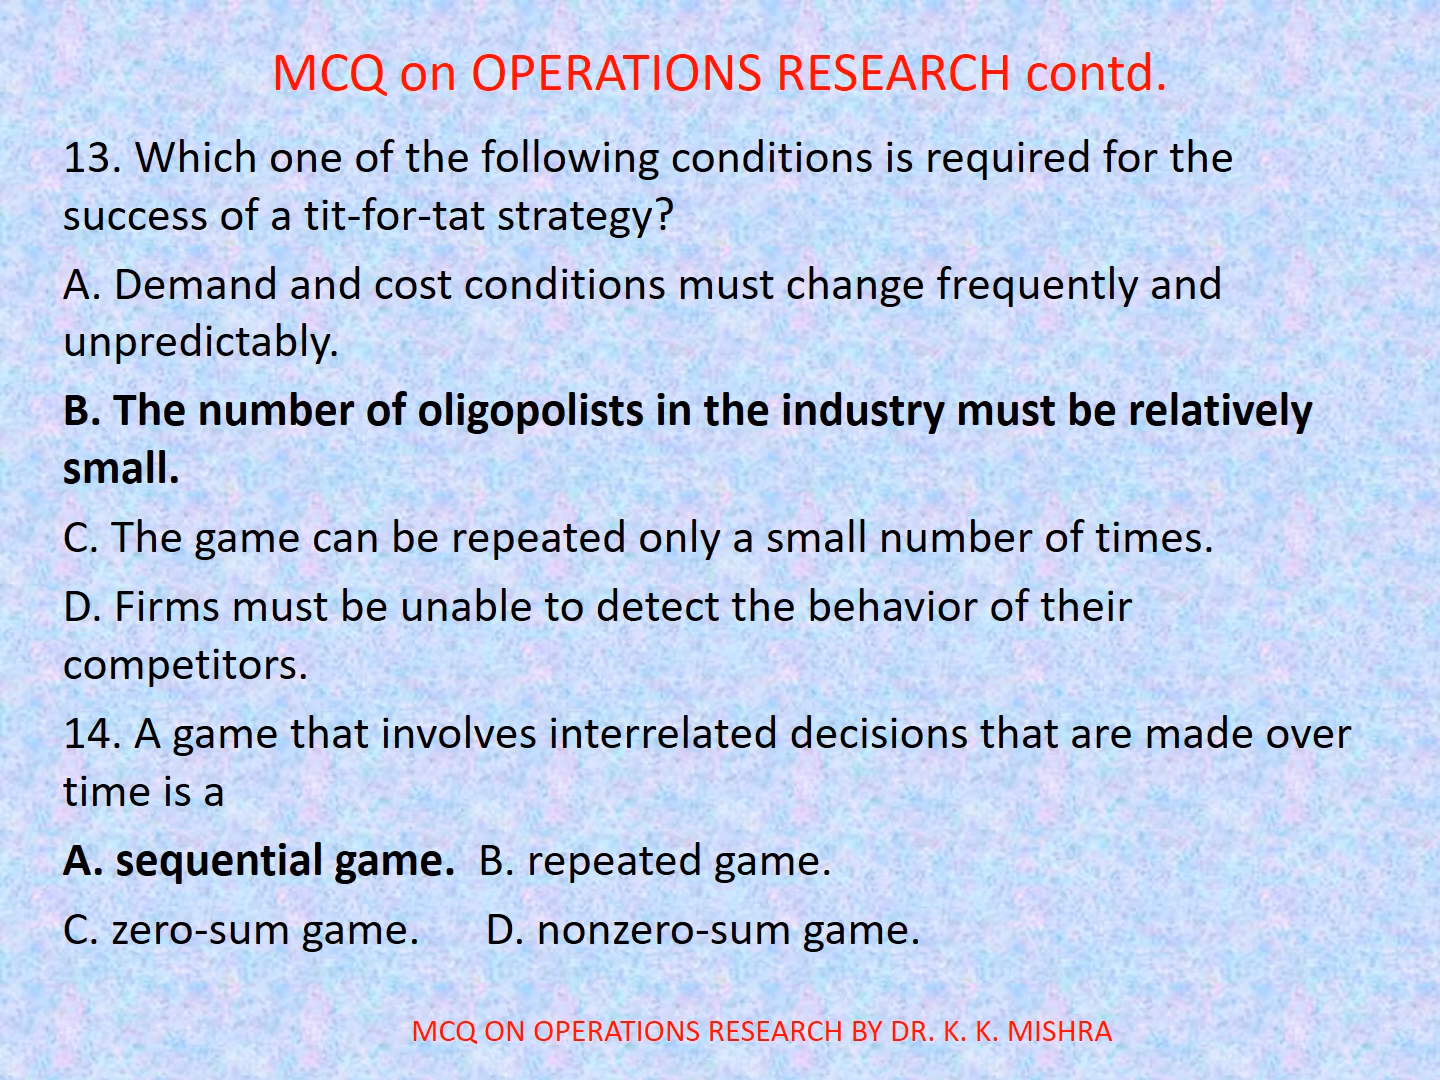 MCQ on OPERATIONS RESEARCH contd.
13. Which one of the following conditions is required for the
success of a tit-for-tat strategy?
A. Demand and cost conditions must change frequently and
unpredictably.
B. The number of oligopolists in the industry must be relatively
small.
C. The game can be repeated only a small number of times.
D. Firms must be unable to detect the behavior of their
competitors.
14. A game that involves interrelated decisions that are made over
time is a
A. sequential game. B. repeated game.
C. zero-sum game. D. nonzero-sum game.
MCQ ON OPERATIONS RESEARCH BY DR. K. K. MISHRA